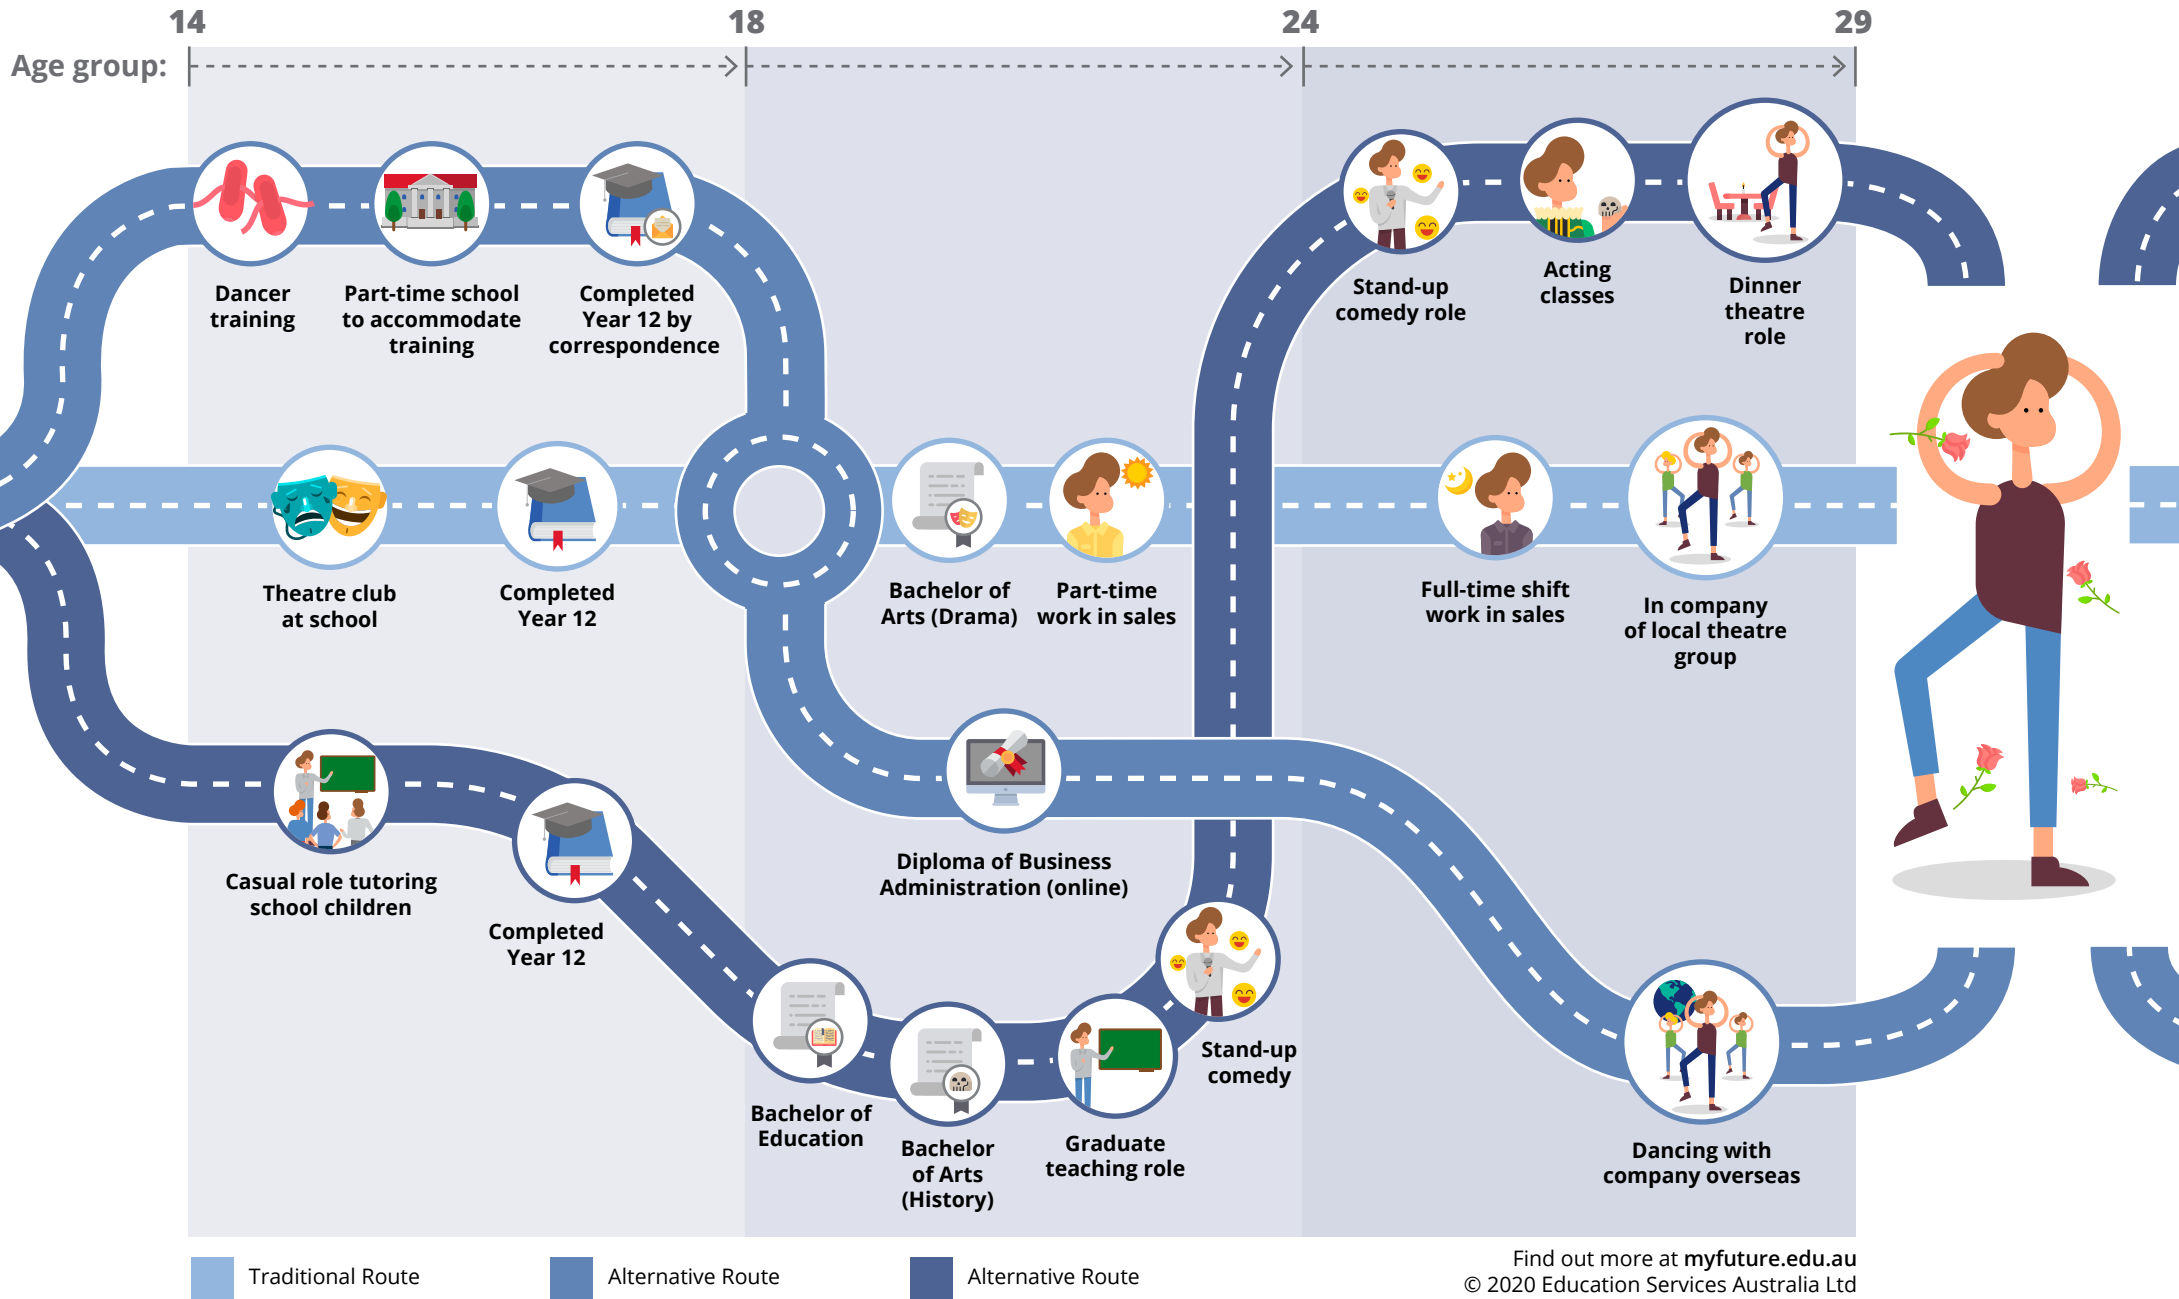 14
18
24
29
Age group:
Dancer
training
Part-time school
to accommodate
training
Completed
Year 12 by
correspondence
Stand-up
comedy role
Acting
classes
Dinner
theatre
role
Theatre club
at school
Completed
Year 12
Bachelor of
Arts (Drama)
Part-time
work in sales
Full-time shift
work in sales
In company
of local theatre
group
Casual role tutoring
school children
Completed
Year 12
Diploma of Business
Administration (online)
Bachelor of
Education
Bachelor
of Arts
(History)
Graduate
teaching role
Stand-up
comedy
Dancing with
company overseas
Traditional Route
Alternative Route
Alternative Route
Find out more at myfuture.edu.au
© 2020 Education Services Australia Ltd